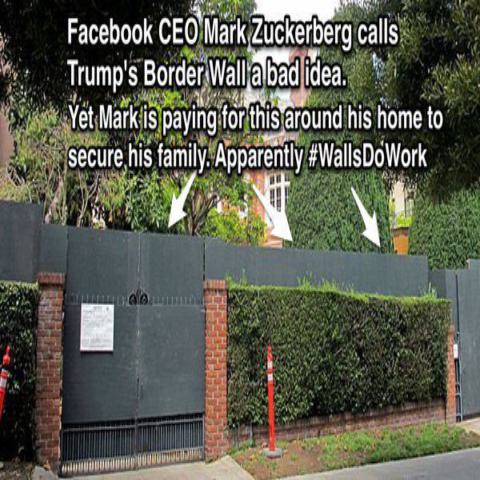 Facebook CEO Mark Zuckerberg calls
Trump's Border Wall a bad idea.
Yet Mark is paying for this around his home to
secure his family. Apparently #WallsDoWork